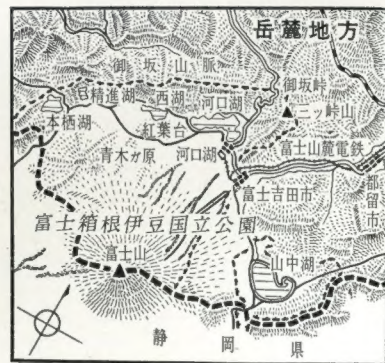 岳麓地方
御坂山脈
御坂峠
三ッ峠山
精進湖
西湖
河口湖
本栖湖
紅葉台
青木ガ原
河口湖
富士山麓電鉄
富士吉田市
都留市
富士箱根伊豆国立公園
富士山
山中湖
静岡県